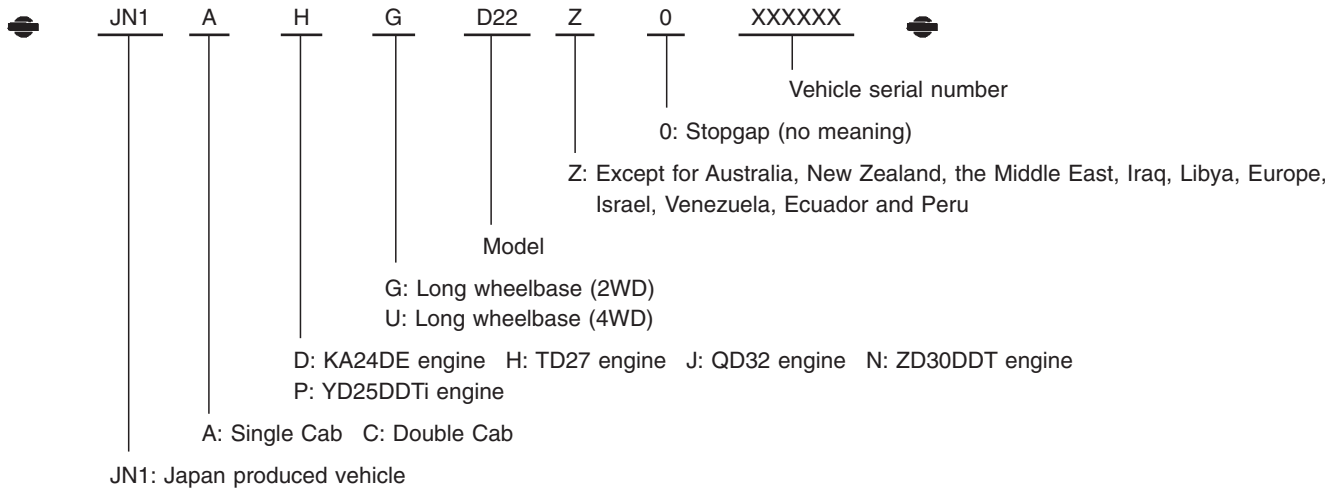 JN1 A H G D22 Z 0 XXXXXX
Vehicle serial number
0: Stopgap (no meaning)
Z: Except for Australia, New Zealand, the Middle East, Iraq, Libya, Europe,
Israel, Venezuela, Ecuador and Peru
Model
G: Long wheelbase (2WD)
U: Long wheelbase (4WD)
D: KA24DE engine H: TD27 engine J: QD32 engine N: ZD30DDT engine
P: YD25DDTi engine
A: Single Cab C: Double Cab
JN1: Japan produced vehicle